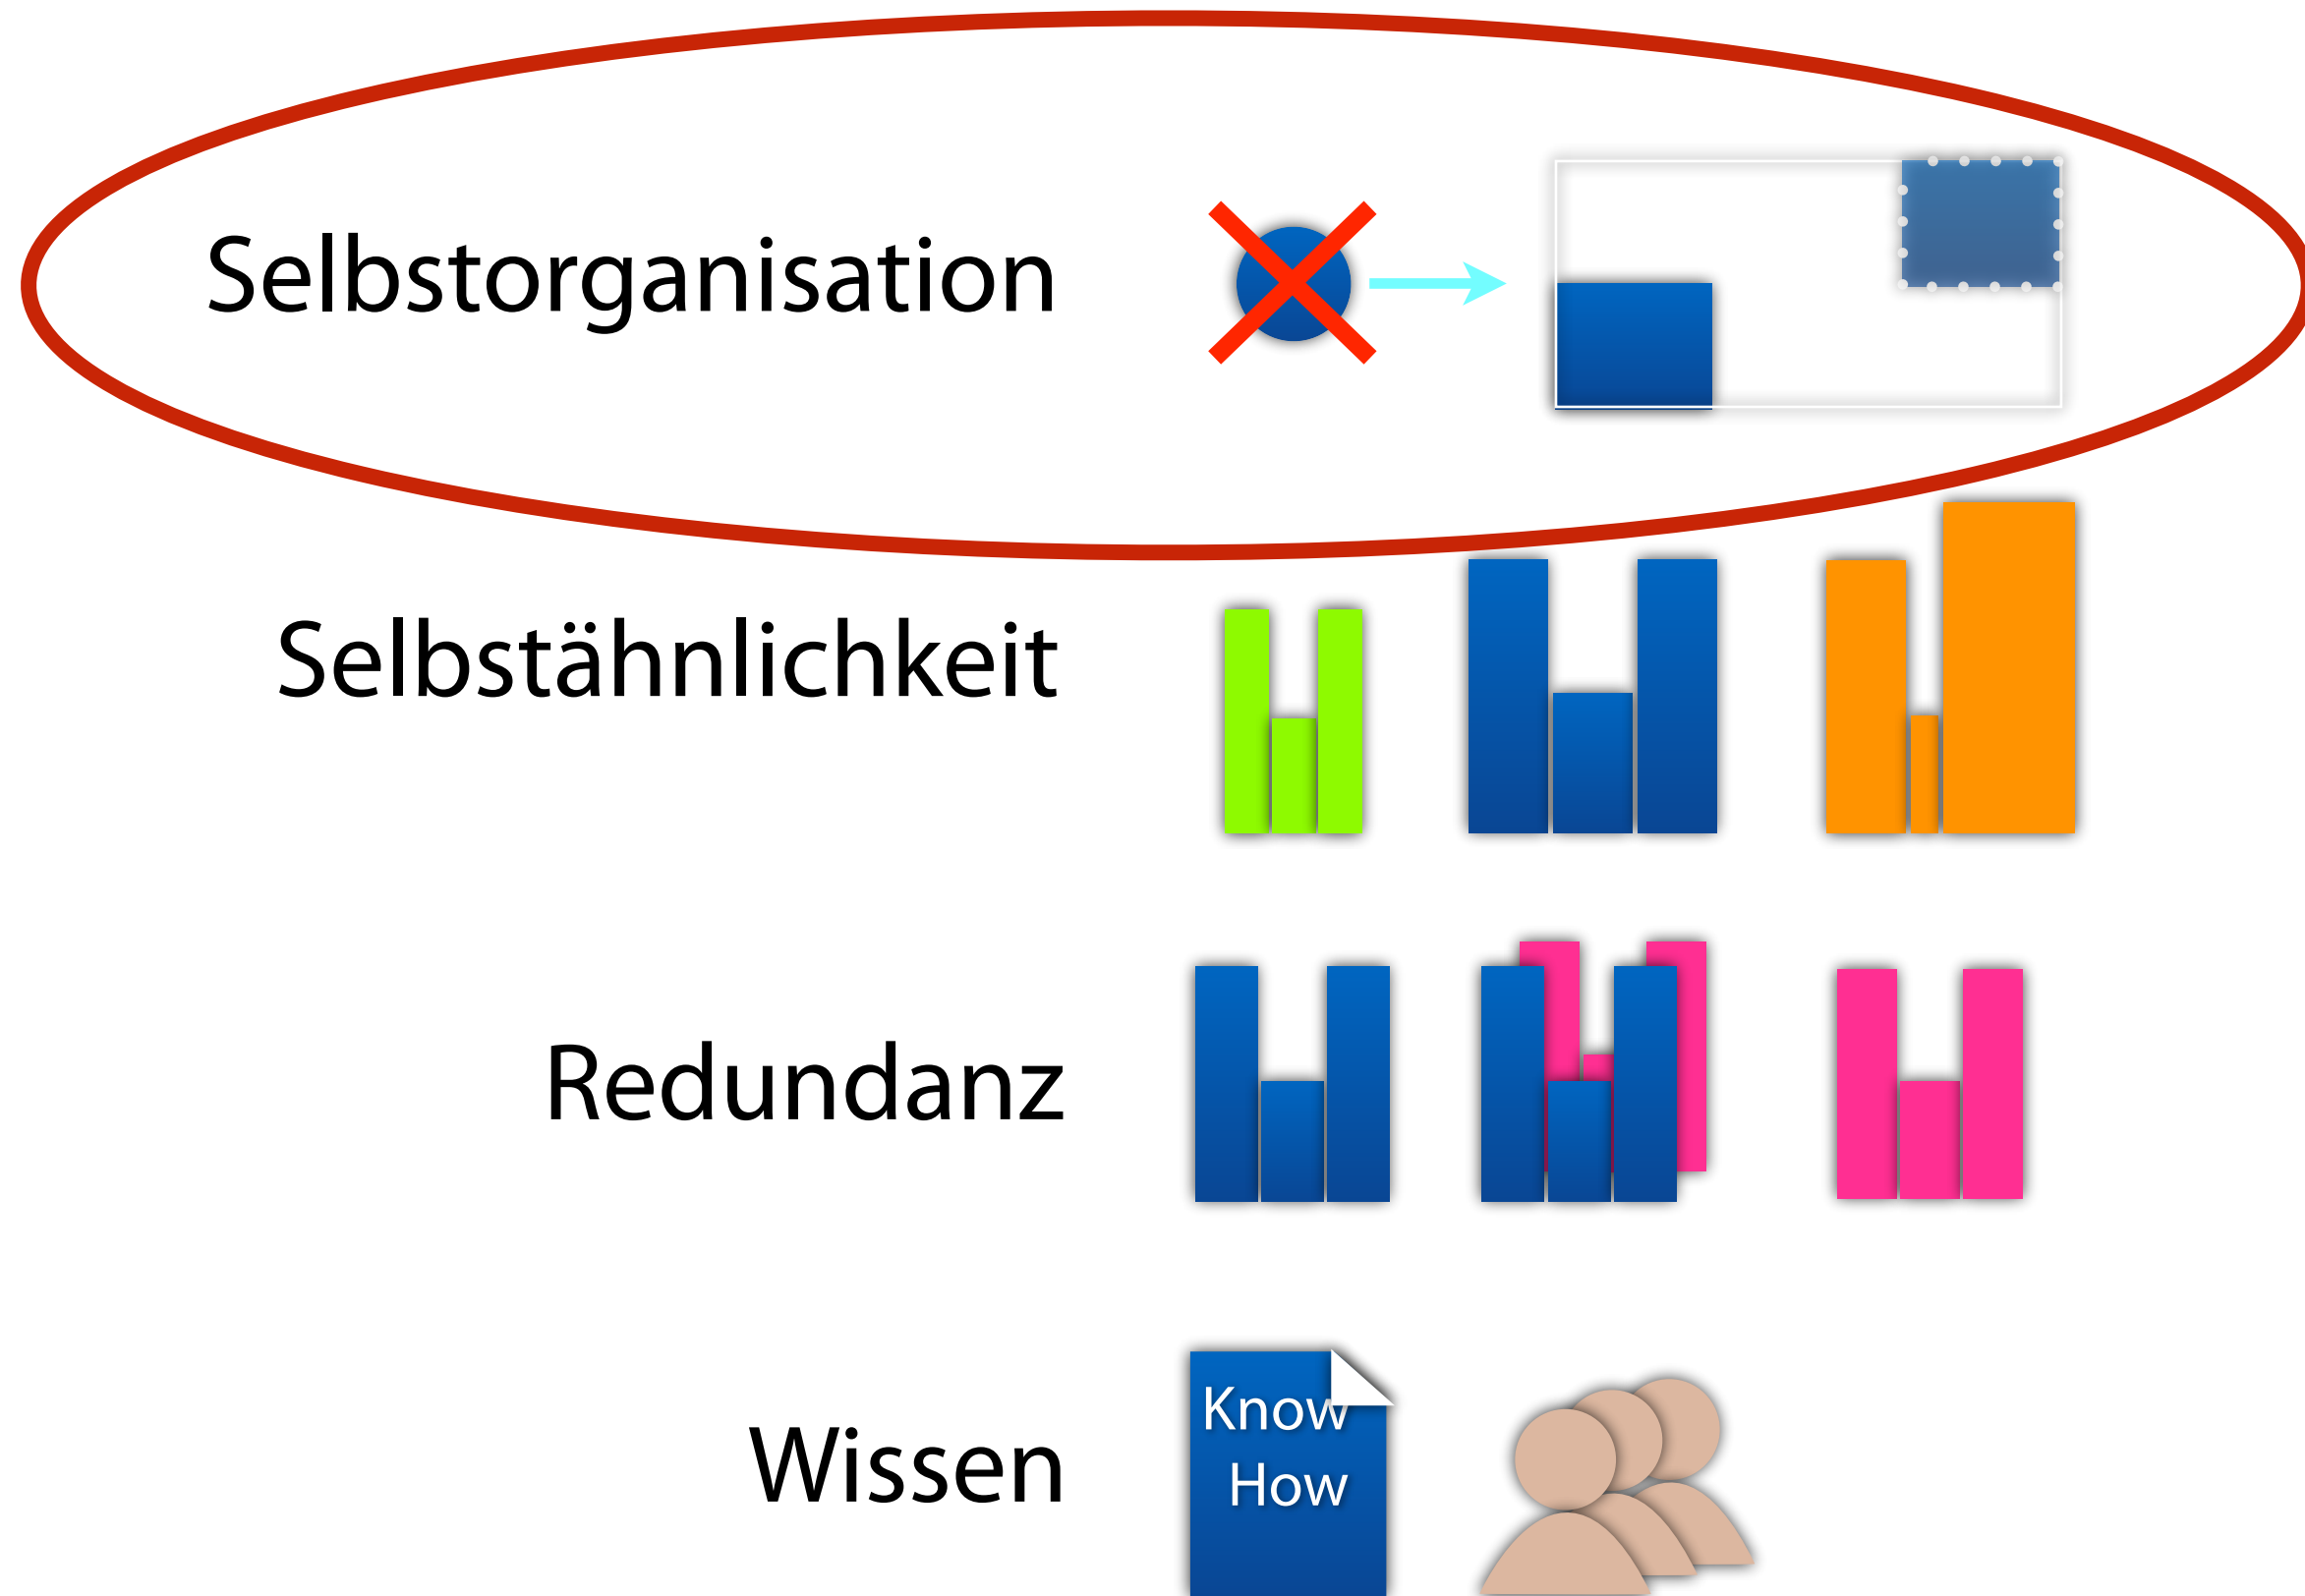 Selbstorganisation
Selbstähnlichkeit
Redundanz
Wissen
Know
How